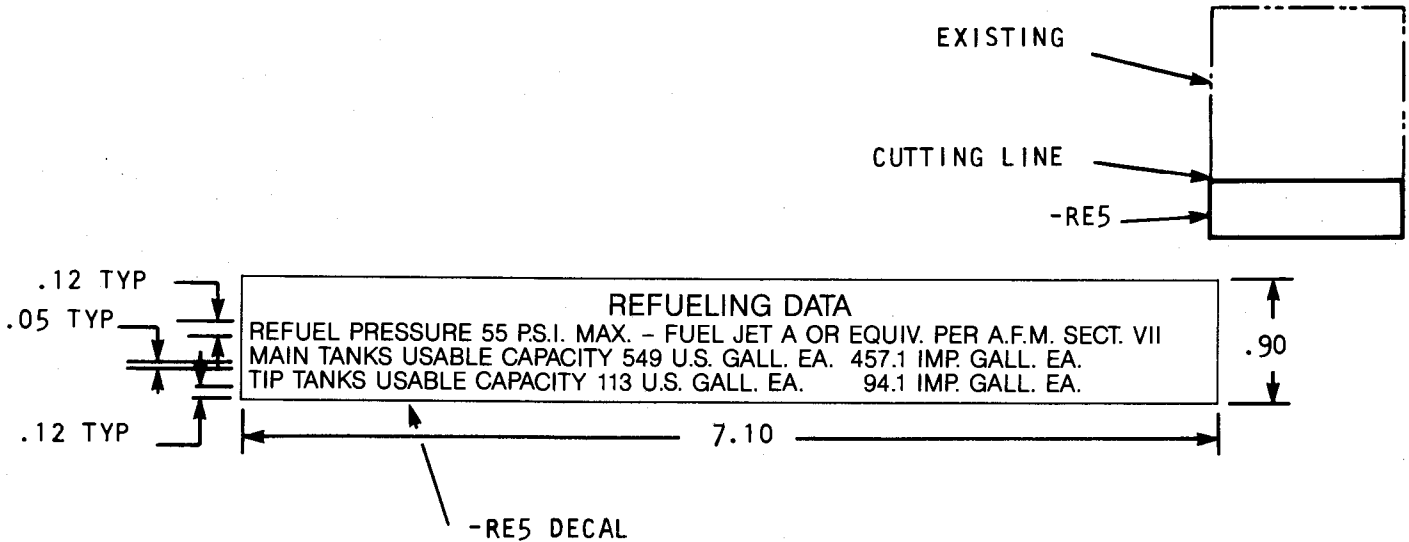 EXISTING
CUTTING LINE
-RE5
.12 TYP
.05 TYP
.12 TYP
REFUELING DATA
REFUEL PRESSURE 55 P.S.I. MAX. – FUEL JET A OR EQUIV. PER A.F.M. SECT. VII
MAIN TANKS USABLE CAPACITY 549 U.S. GALL. EA. 457.1 IMP. GALL. EA.
TIP TANKS USABLE CAPACITY 113 U.S. GALL. EA. 94.1 IMP. GALL. EA.
.90
7.10
-RE5 DECAL